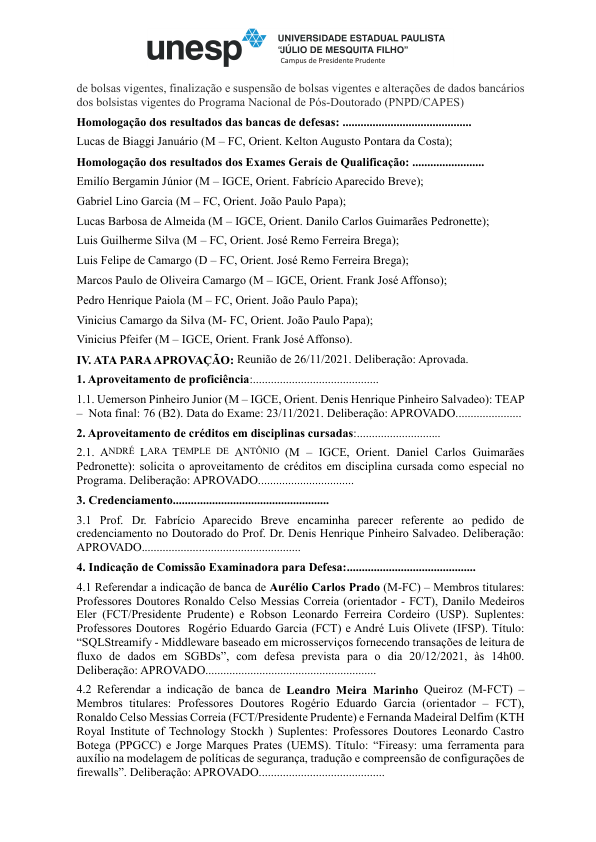 unesp
UNIVERSIDADE ESTADUAL PAULISTA
"JÚLIO DE MESQUITA FILHO"
Campus de Presidente Prudente
de bolsas vigentes, finalização e suspensão de bolsas vigentes e alterações de dados bancários
dos bolsistas vigentes do Programa Nacional de Pós-Doutorado (PNPD/CAPES)
Homologação dos resultados das bancas de defesas: ...........................................
Lucas de Biaggi Januário (M – FC, Orient. Kelton Augusto Pontara da Costa);
Homologação dos resultados dos Exames Gerais de Qualificação: ........................
Emilio Bergamin Júnior (M – IGCE, Orient. Fabrício Aparecido Breve);
Gabriel Lino Garcia (M – FC, Orient. João Paulo Papa);
Lucas Barbosa de Almeida (M – IGCE, Orient. Danilo Carlos Guimarães Pedronette);
Luis Guilherme Silva (M – FC, Orient. José Remo Ferreira Brega);
Luis Felipe de Camargo (D – FC, Orient. José Remo Ferreira Brega);
Marcos Paulo de Oliveira Camargo (M – IGCE, Orient. Frank José Affonso);
Pedro Henrique Paiola (M – FC, Orient. João Paulo Papa);
Vinicius Camargo da Silva (M- FC, Orient. João Paulo Papa);
Vinicius Pfeifer (M – IGCE, Orient. Frank José Affonso).
IV. ATA PARA APROVAÇÃO: Reunião de 26/11/2021. Deliberação: Aprovada.
1. Aproveitamento de proficiência:..........................................
1.1. Uemerson Pinheiro Junior (M – IGCE, Orient. Denis Henrique Pinheiro Salvadeo): TEAP
– Nota final: 76 (B2). Data do Exame: 23/11/2021. Deliberação: APROVADO......................
2. Aproveitamento de créditos em disciplinas cursadas:............................
2.1. ANDRÉ LARA TEMPLE DE ANTÔNIO (M – IGCE, Orient. Daniel Carlos Guimarães
Pedronette): solicita o aproveitamento de créditos em disciplina cursada como especial no
Programa. Deliberação: APROVADO................................
3. Credenciamento....................................................
3.1 Prof. Dr. Fabrício Aparecido Breve encaminha parecer referente ao pedido de
credenciamento no Doutorado do Prof. Dr. Denis Henrique Pinheiro Salvadeo. Deliberação:
APROVADO.....................................................
4. Indicação de Comissão Examinadora para Defesa:...........................................
4.1 Referendar a indicação de banca de Aurélio Carlos Prado (M-FC) – Membros titulares:
Professores Doutores Ronaldo Celso Messias Correia (orientador - FCT), Danilo Medeiros
Eler (FCT/Presidente Prudente) e Robson Leonardo Ferreira Cordeiro (USP). Suplentes:
Professores Doutores Rogério Eduardo Garcia (FCT) e André Luis Olivete (IFSP). Título:
“SQLStreamify - Middleware baseado em microsserviços fornecendo transações de leitura de
fluxo de dados em SGBDs”, com defesa prevista para o dia 20/12/2021, às 14h00.
Deliberação: APROVADO.........................................................
4.2 Referendar a indicação de banca de Leandro Meira Marinho Queiroz (M-FCT) –
Membros titulares: Professores Doutores Rogério Eduardo Garcia (orientador – FCT),
Ronaldo Celso Messias Correia (FCT/Presidente Prudente) e Fernanda Madeiral Delfim (KTH
Royal Institute of Technology Stockh ) Suplentes: Professores Doutores Leonardo Castro
Botega (PPGCC) e Jorge Marques Prates (UEMS). Título: “Fireasy: uma ferramenta para
auxílio na modelagem de políticas de segurança, tradução e compreensão de configurações de
firewalls”. Deliberação: APROVADO..........................................